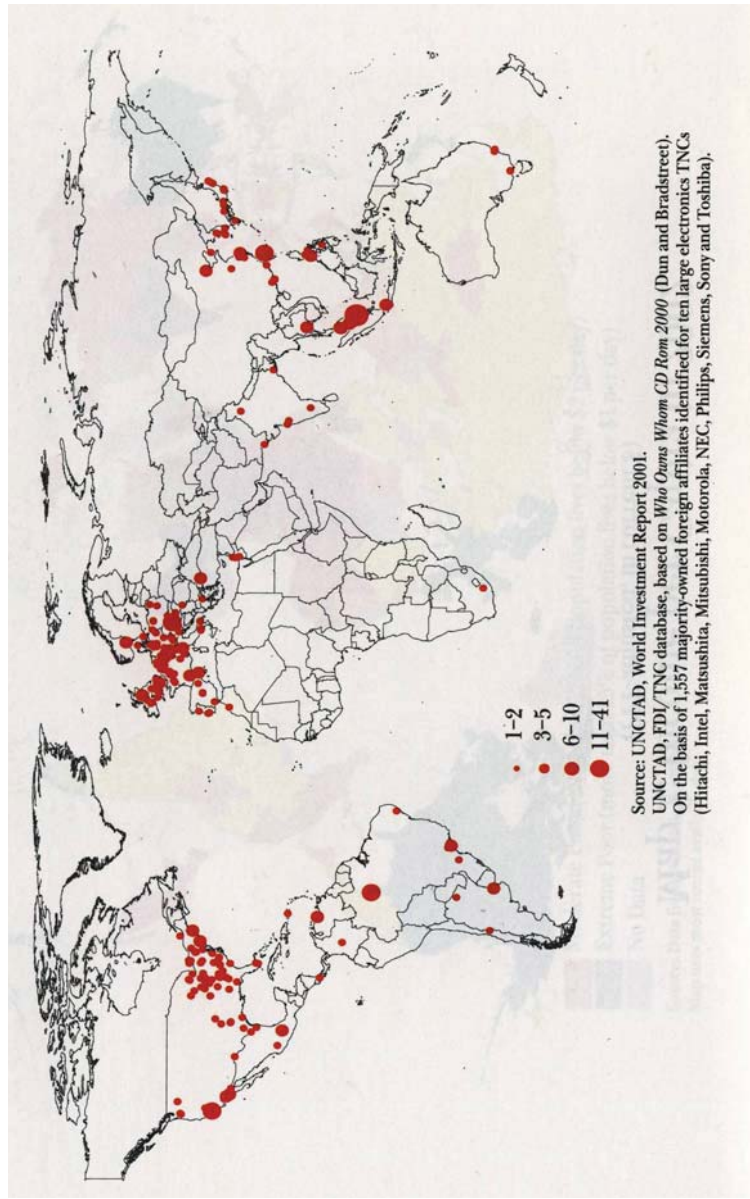 1–2
3–5
6–10
11–41
Source: UNCTAD, World Investment Report 2001.
UNCTAD, FDI/TNC database, based on Who Owns Whom CD Rom 2000 (Dun and Bradstreet).
On the basis of 1,557 majority-owned foreign affiliates identified for ten large electronics TNCs
(Hitachi, Intel, Matsushita, Mitsubishi, Motorola, NEC, Philips, Siemens, Sony and Toshiba).